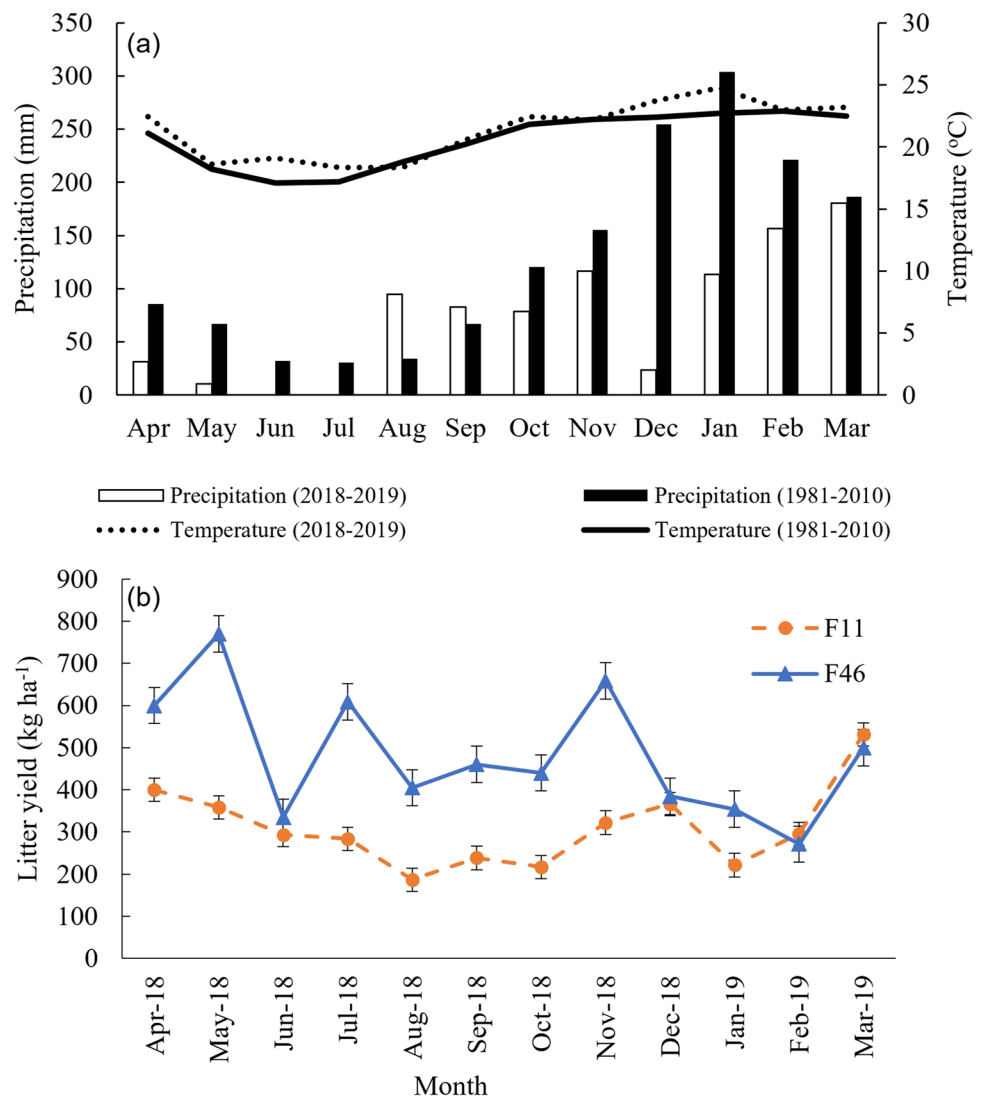 (a)
Precipitation (mm)
350
300
250
200
150
100
50
0
Temperature (ºC)
30
25
20
15
10
5
0
Apr May Jun Jul Aug Sep Oct Nov Dec Jan Feb Mar
Precipitation (2018-2019) Precipitation (1981-2010)
Temperature (2018-2019) Temperature (1981-2010)
(b)
Litter yield (kg ha⁻¹)
900
800
700
600
500
400
300
200
100
0
F11
F46
Apr-18 May-18 Jun-18 Jul-18 Aug-18 Sep-18 Oct-18 Nov-18 Dec-18 Jan-19 Feb-19 Mar-19
Month